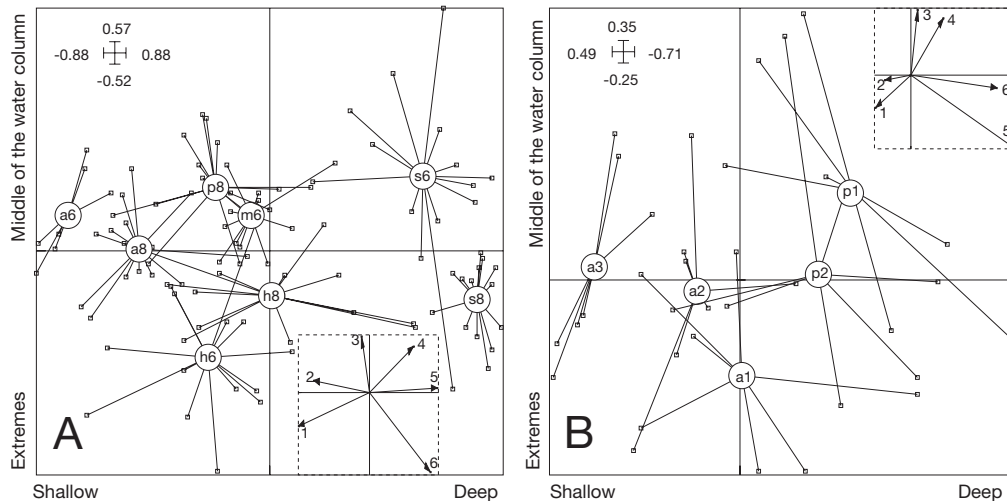 Middle of the water column
Extremes
0.57
-0.88
0.88
-0.52
a6
p8
m6
a8
s6
h8
s8
h6
3
4
2
5
1
6
A
Shallow
Deep
Middle of the water column
Extremes
0.35
0.49
-0.71
-0.25
3
4
2
6
1
5
p1
a3
p2
a2
a1
B
Shallow
Deep